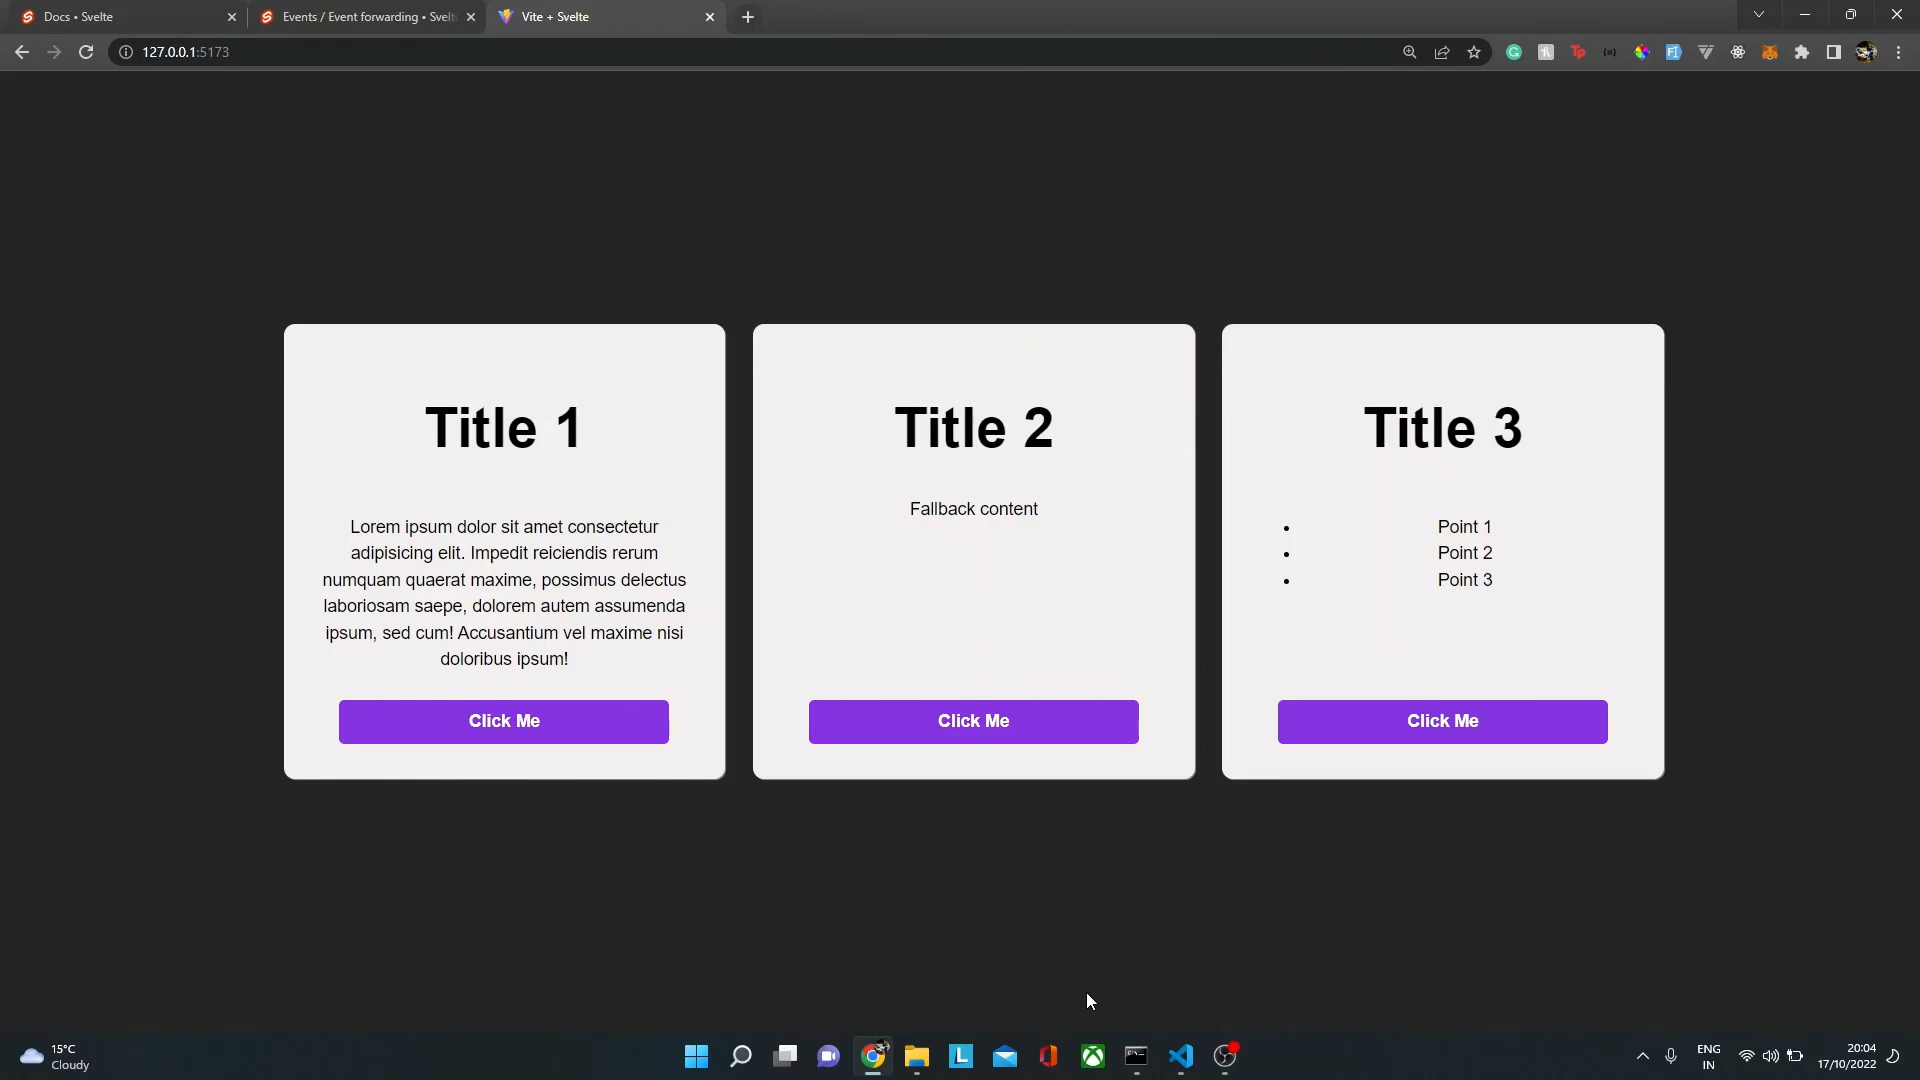 Docs • Svelte
Events / Event forwarding • Svelt
Vite + Svelte
127.0.0.1:5173
Title 1
Lorem ipsum dolor sit amet consectetur
adipisicing elit. Impedit reiciendis rerum
numquam quaerat maxime, possimus delectus
laboriosam saepe, dolorem autem assumenda
ipsum, sed cum! Accusantium vel maxime nisi
doloribus ipsum!
Click Me
Title 2
Fallback content
Click Me
Title 3
Point 1
Point 2
Point 3
Click Me
15°C
Cloudy
L
ENG
IN
20:04
17/10/2022